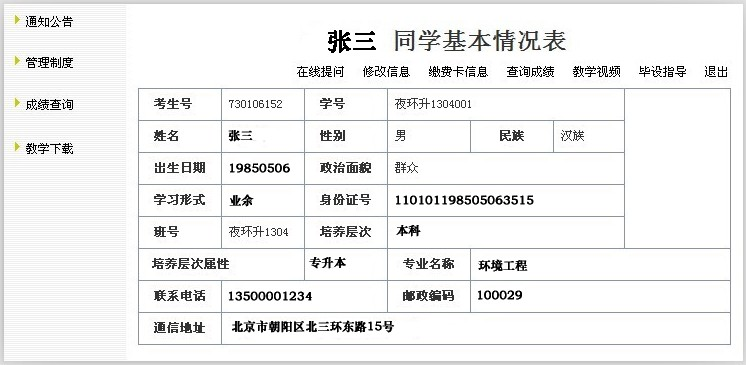 通知公告
管理制度
成绩查询
教学下载
张三 同学基本情况表
在线提问 修改信息 缴费卡信息 查询成绩 教学视频 毕设指导 退出
考生号 730106152 学号 夜环升1304001
姓名 张三 性别 男 民族 汉族
出生日期 19850506 政治面貌 群众
学习形式 业余 身份证号 110101198505063515
班号 夜环升1304 培养层次 本科
培养层次属性 专升本 专业名称 环境工程
联系电话 13500001234 邮政编码 100029
通信地址 北京市朝阳区北三环东路15号